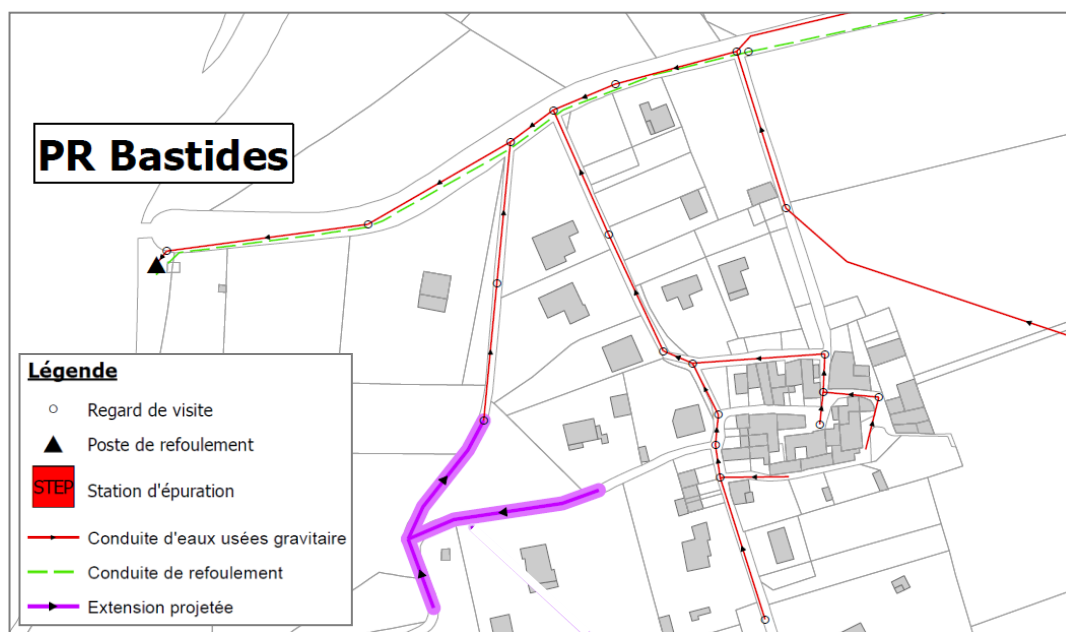 PR Bastides
Légende
Regard de visite
Poste de refoulement
STEP
Station d'épuration
Conduite d'eaux usées gravitaire
Conduite de refoulement
Extension projetée